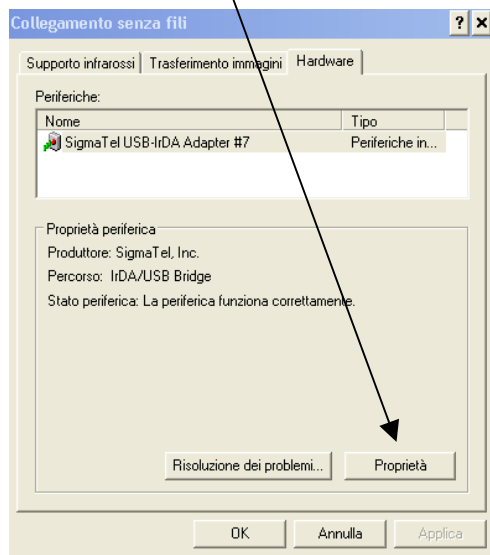 Collegamento senza fili
Supporto infrarossi Trasferimento immagini Hardware
Periferiche:
Nome Tipo
SigmaTel USB-IrDA Adapter #7 Periferiche in...
Proprietà periferica
Produttore: SigmaTel, Inc.
Percorso: IrDA/USB Bridge
Stato periferica: La periferica funziona correttamente.
Risoluzione dei problemi... Proprietà
OK Annulla Applica